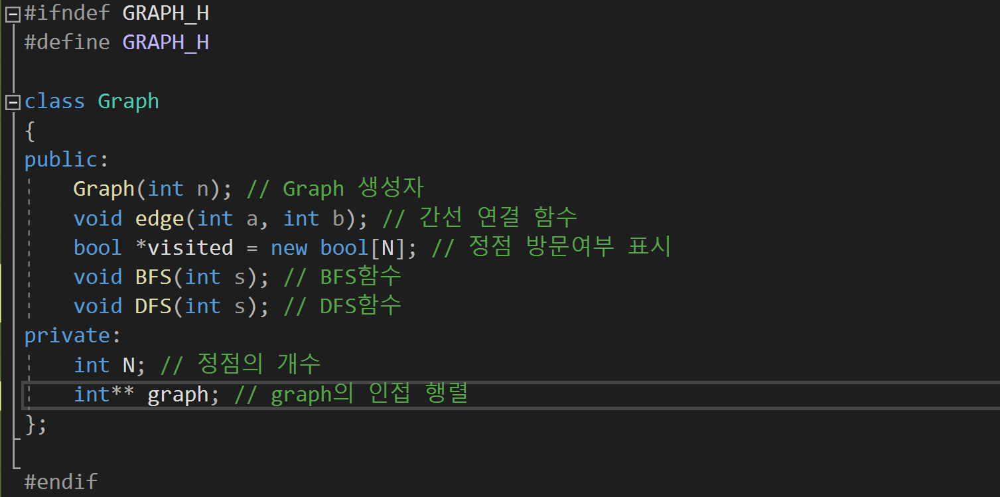 #ifndef GRAPH_H
#define GRAPH_H
class Graph
{
public:
Graph(int n); // Graph 생성자
void edge(int a, int b); // 간선 연결 함수
bool *visited = new bool[N]; // 정점 방문여부 표시
void BFS(int s); // BFS함수
void DFS(int s); // DFS함수
private:
int N; // 정점의 개수
int** graph; // graph의 인접 행렬
};
#endif